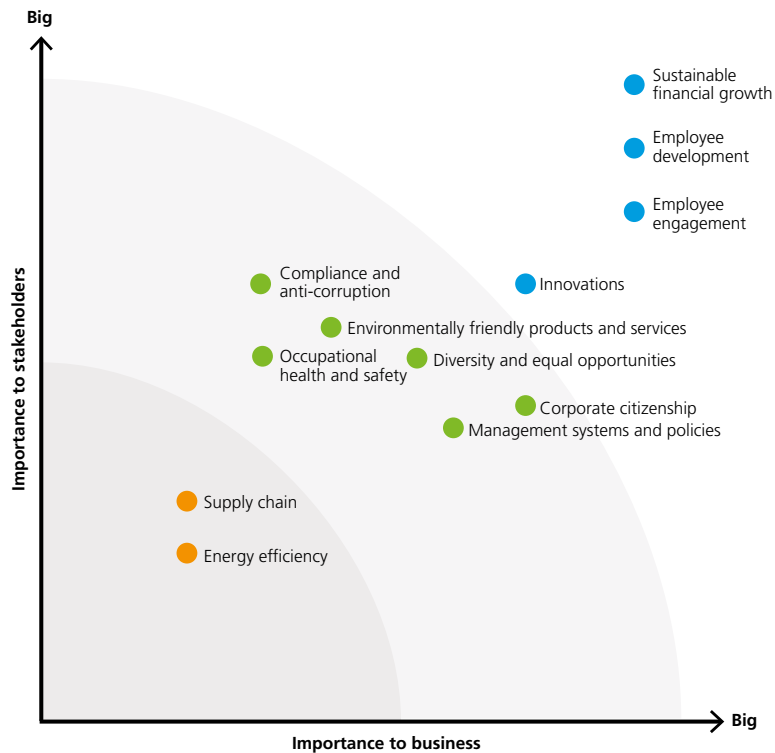 Big
Sustainable
financial growth
Employee
development
Employee
engagement
Compliance and
anti-corruption
Innovations
Environmentally friendly products and services
Occupational
health and safety
Diversity and equal opportunities
Corporate citizenship
Management systems and policies
Importance to stakeholders
Supply chain
Energy efficiency
Big
Importance to business